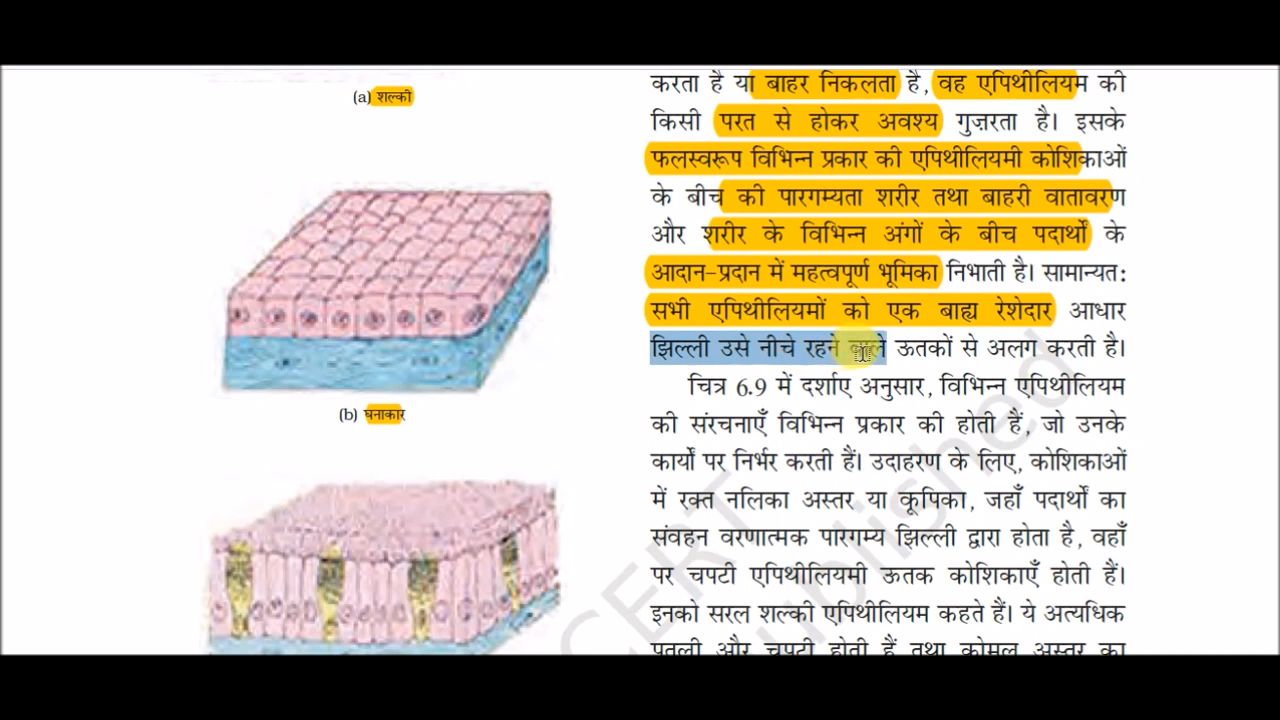 (a) शल्की
(b) घनाकार
करता है या बाहर निकलता है, वह एपिथीलियम की
किसी परत से होकर अवश्य गुज़रता है। इसके
फलस्वरूप विभिन्न प्रकार की एपिथीलियमी कोशिकाओं
के बीच की पारगम्यता शरीर तथा बाहरी वातावरण
और शरीर के विभिन्न अंगों के बीच पदार्थों के
आदान-प्रदान में महत्वपूर्ण भूमिका निभाती है। सामान्यत:
सभी एपिथीलियमों को एक बाह्य रेशेदार आधार
झिल्ली उसे नीचे रहने वाले ऊतकों से अलग करती है।
चित्र 6.9 में दर्शाए अनुसार, विभिन्न एपिथीलियम
की संरचनाएँ विभिन्न प्रकार की होती हैं, जो उनके
कार्यों पर निर्भर करती हैं। उदाहरण के लिए, कोशिकाओं
में रक्त नलिका अस्तर या कूपिका, जहाँ पदार्थों का
संवहन वरणात्मक पारगम्य झिल्ली द्वारा होता है, वहाँ
पर चपटी एपिथीलियमी ऊतक कोशिकाएँ होती हैं।
इनको सरल शल्की एपिथीलियम कहते हैं। ये अत्यधिक
पतली और चपटी होती हैं तथा कोमल अस्तर का